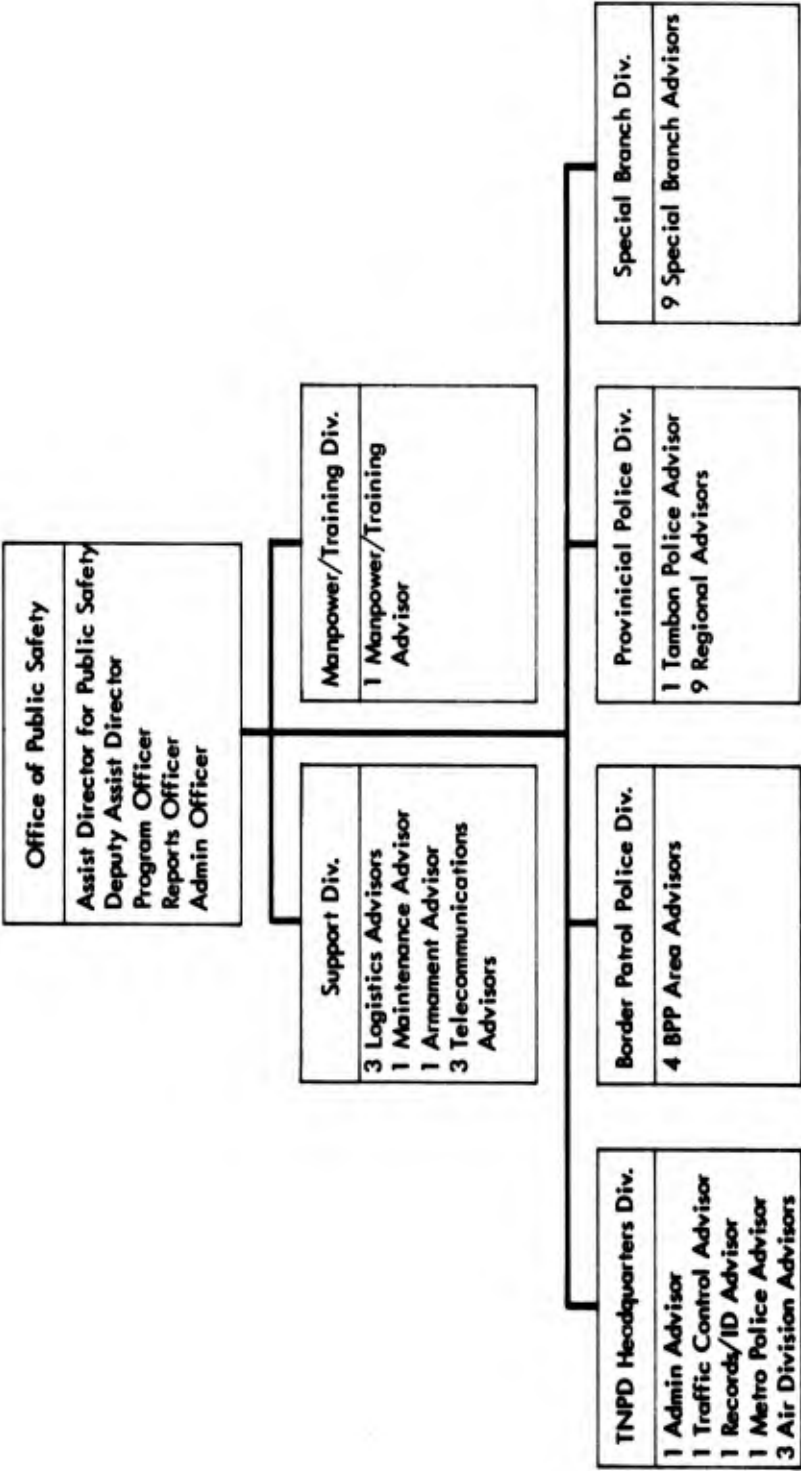 Office of Public Safety
Assist Director for Public Safety
Deputy Assist Director
Program Officer
Reports Officer
Admin Officer
Support Div.
3 Logistics Advisors
1 Maintenance Advisor
1 Armament Advisor
3 Telecommunications
Advisors
Manpower/Training Div.
1 Manpower/Training
Advisor
TNPD Headquarters Div.
1 Admin Advisor
1 Traffic Control Advisor
1 Records/ID Advisor
1 Metro Police Advisor
3 Air Division Advisors
Border Patrol Police Div.
4 BPP Area Advisors
Provinicial Police Div.
1 Tambon Police Advisor
9 Regional Advisors
Special Branch Div.
9 Special Branch Advisors